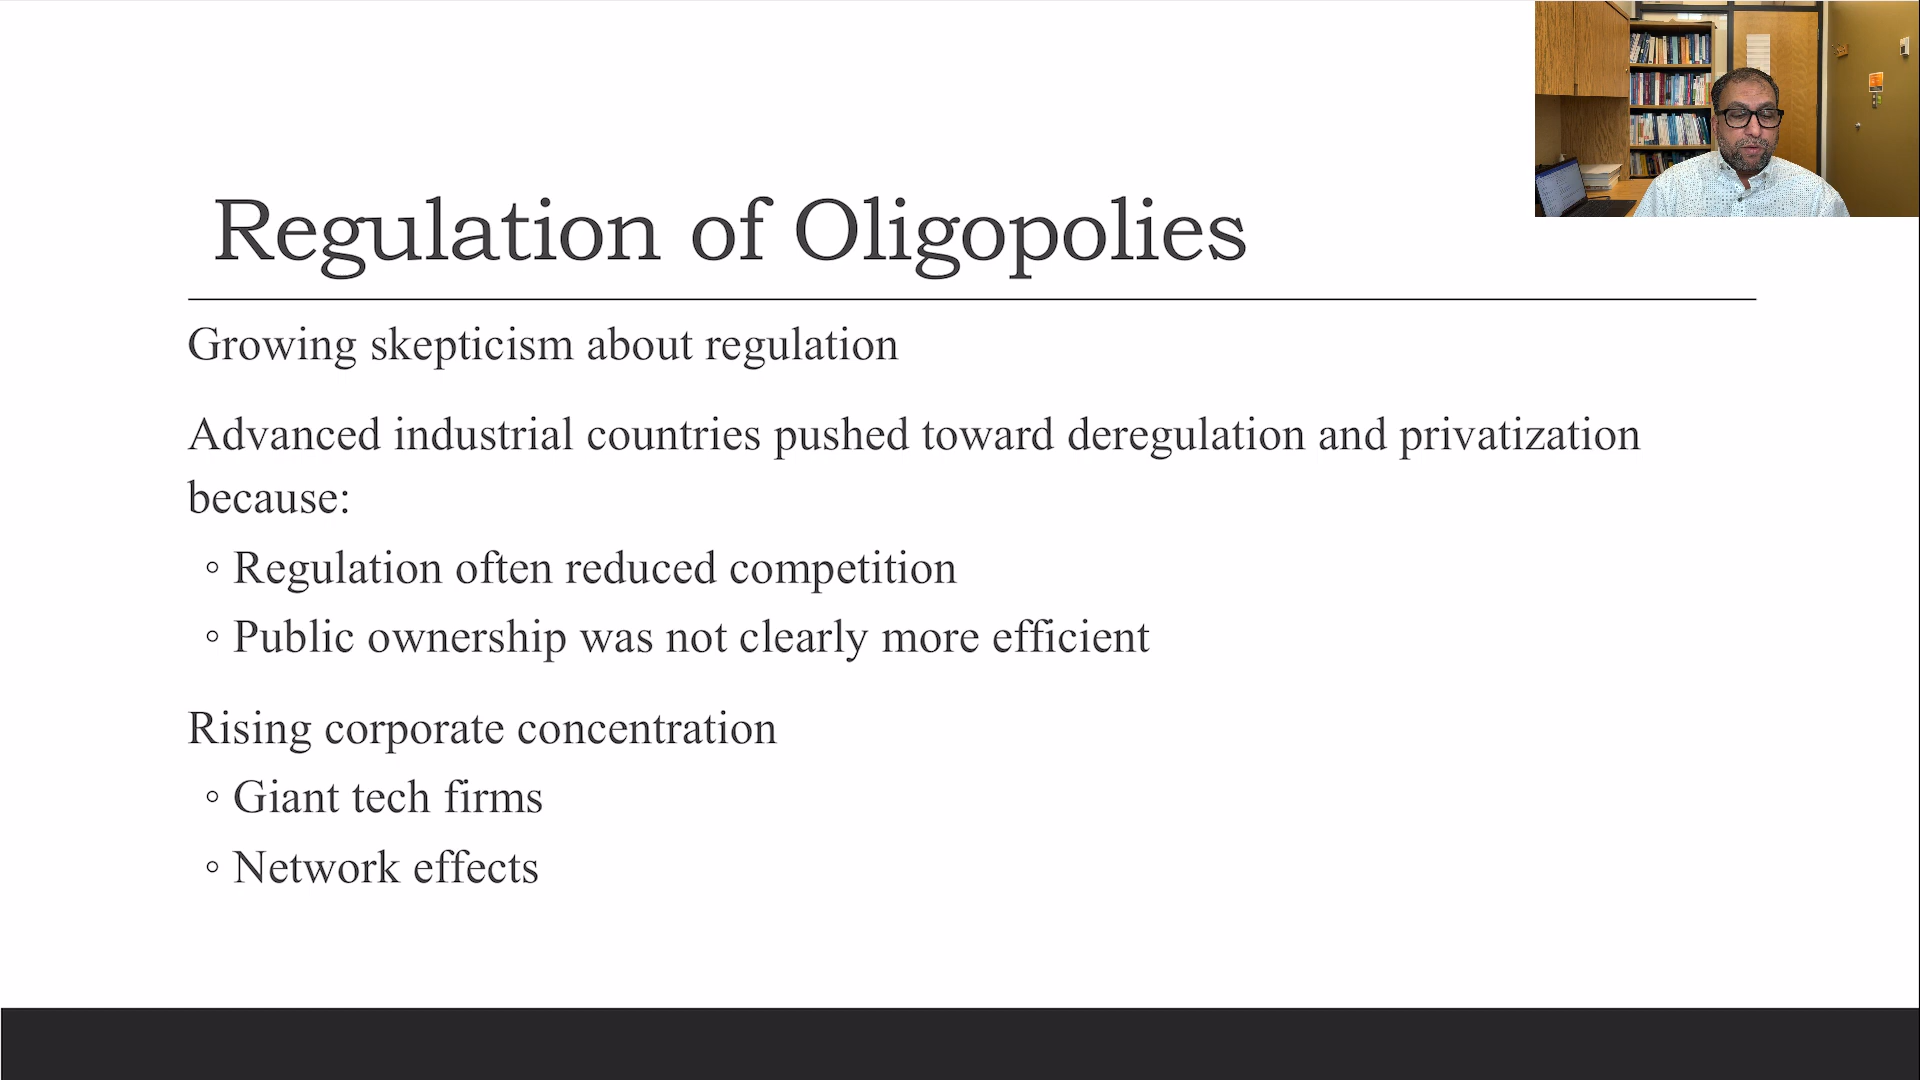 Regulation of Oligopolies
Growing skepticism about regulation
Advanced industrial countries pushed toward deregulation and privatization
because:
◦ Regulation often reduced competition
◦ Public ownership was not clearly more efficient
Rising corporate concentration
◦ Giant tech firms
◦ Network effects